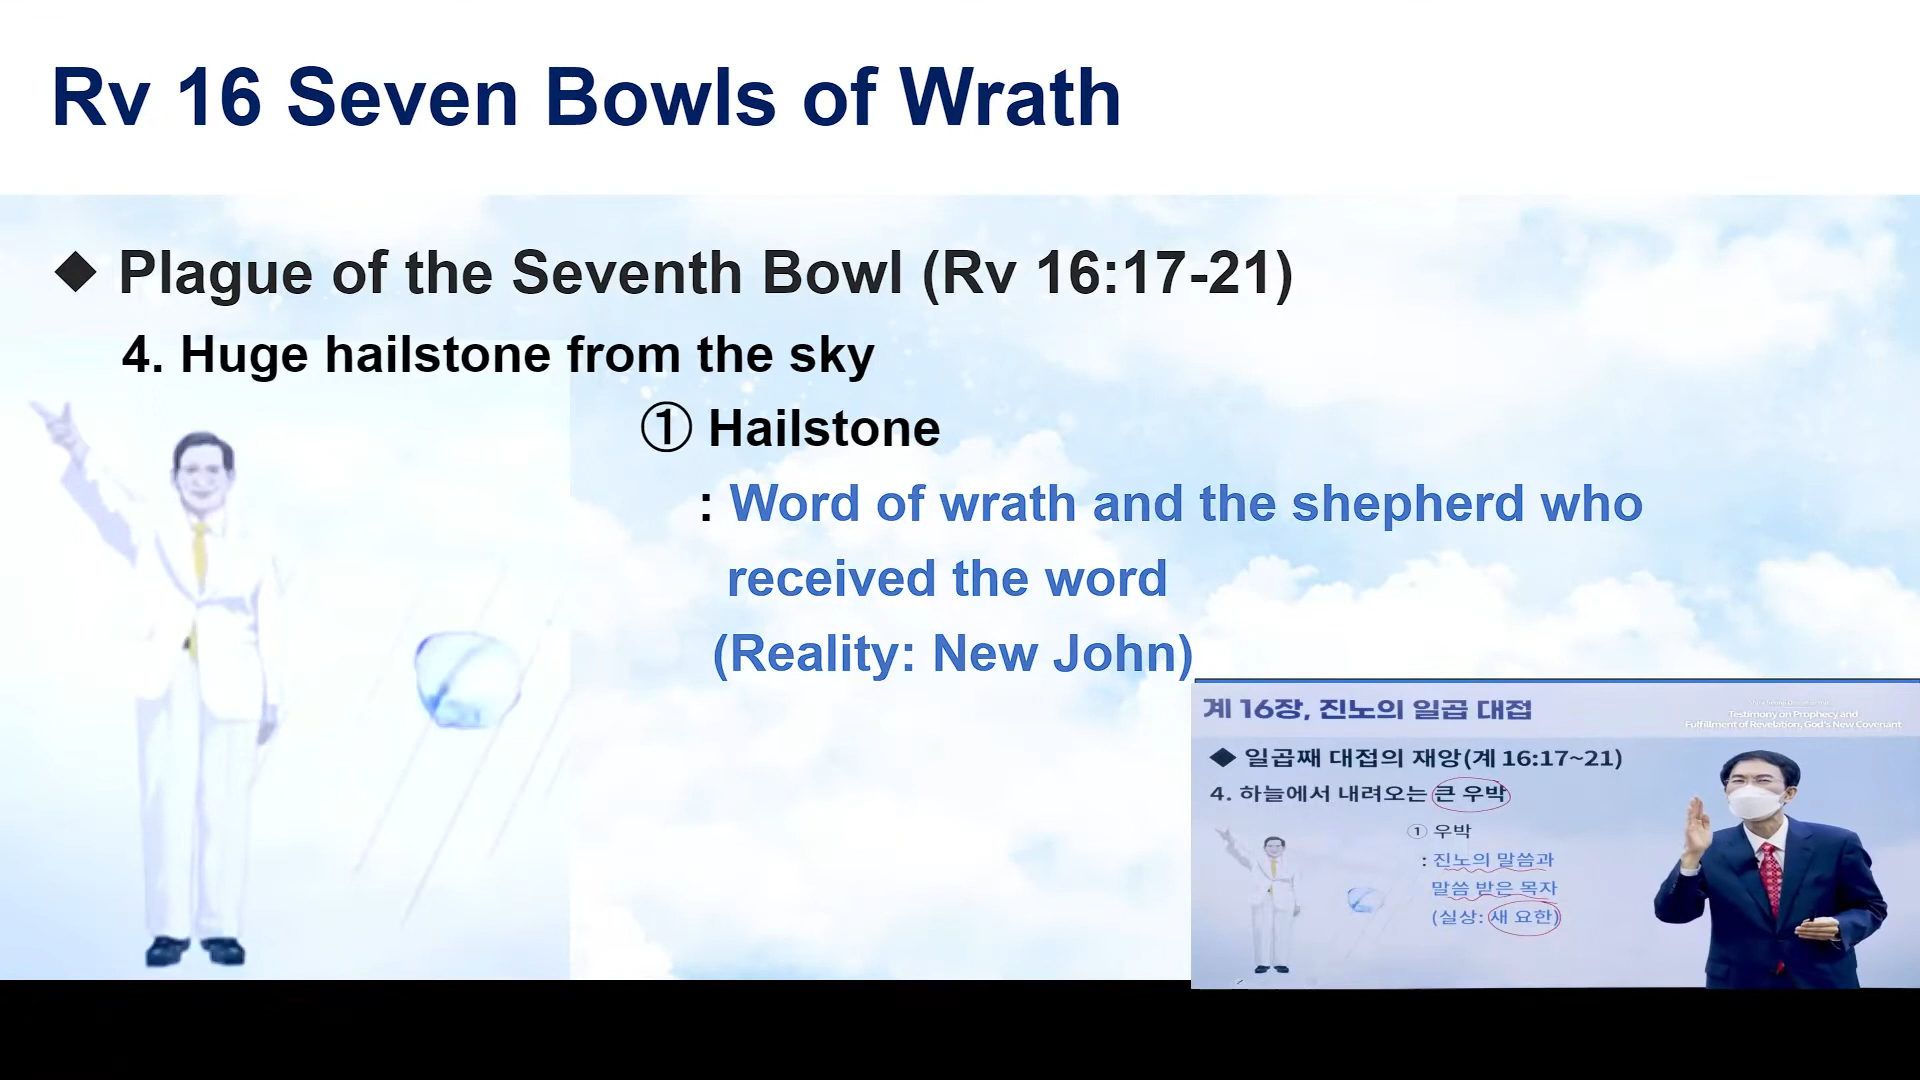 Rv 16 Seven Bowls of Wrath
◆ Plague of the Seventh Bowl (Rv 16:17-21)
4. Huge hailstone from the sky
① Hailstone
: Word of wrath and the shepherd who
received the word
(Reality: New John)
계 16장, 진노의 일곱 대접
Testimony on Prophecy and
Fulfillment of Revelation, God's New Covenant
◆ 일곱째 대접의 재앙(계 16:17~21)
4. 하늘에서 내려오는 큰 우박
① 우박
: 진노의 말씀과
말씀 받은 목자
(실상: 새 요한)